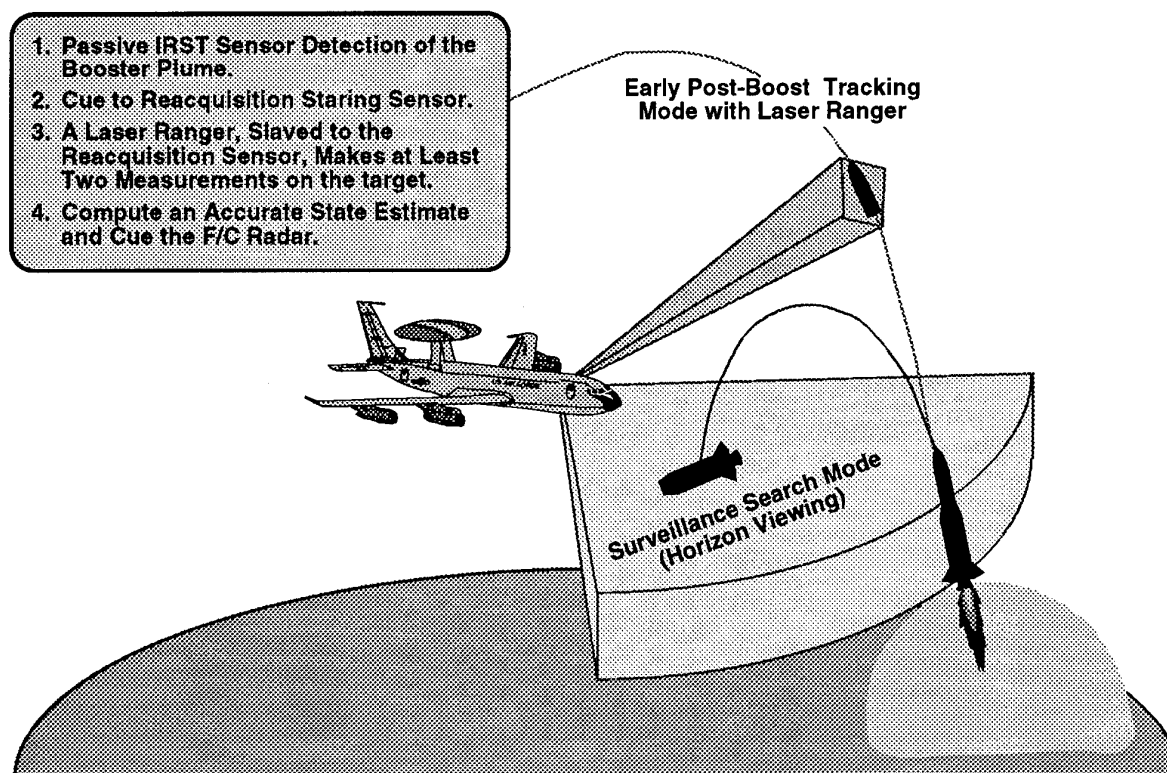 1. Passive IRST Sensor Detection of the
Booster Plume.
2. Cue to Reacquisition Staring Sensor.
3. A Laser Ranger, Slaved to the
Reacquisition Sensor, Makes at Least
Two Measurements on the target.
4. Compute an Accurate State Estimate
and Cue the F/C Radar.
Early Post-Boost Tracking
Mode with Laser Ranger
Surveillance Search Mode
(Horizon Viewing)